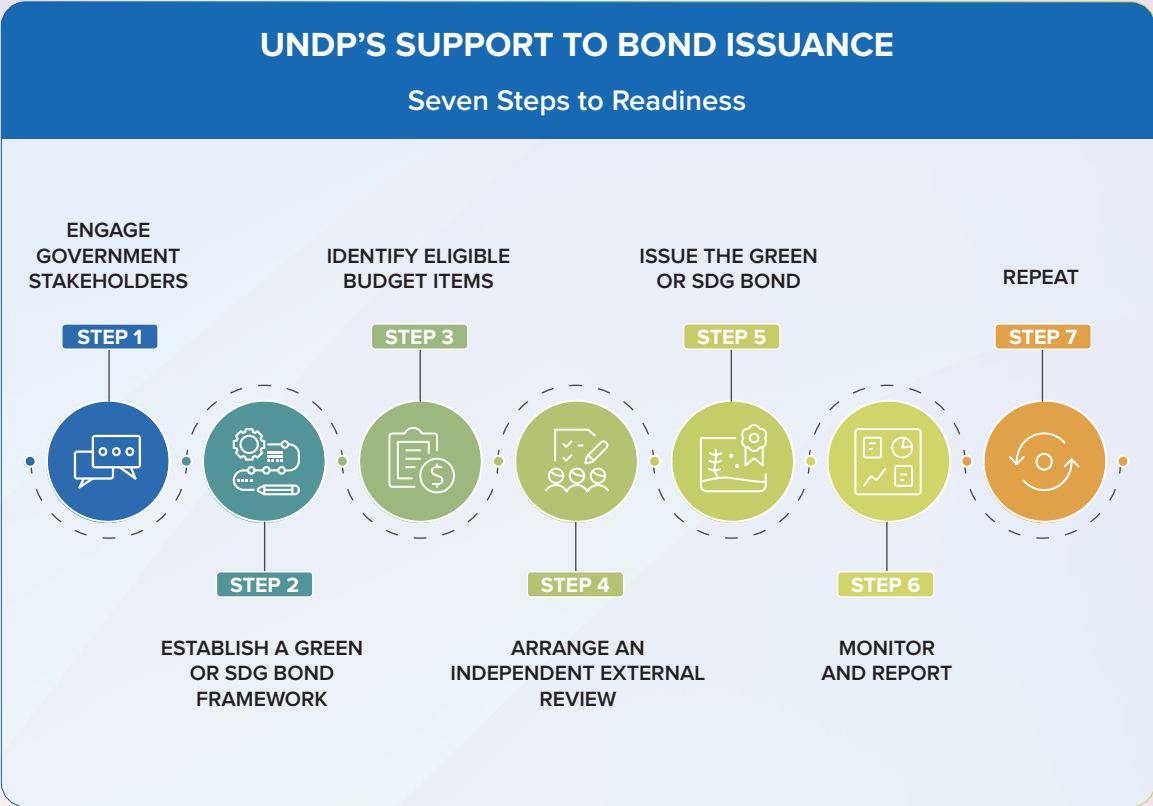 UNDP'S SUPPORT TO BOND ISSUANCE
Seven Steps to Readiness
ENGAGE
GOVERNMENT
STAKEHOLDERS
STEP 1
STEP 2
ESTABLISH A GREEN
OR SDG BOND
FRAMEWORK
IDENTIFY ELIGIBLE
BUDGET ITEMS
STEP 3
$
STEP 4
ARRANGE AN
INDEPENDENT EXTERNAL
REVIEW
ISSUE THE GREEN
OR SDG BOND
STEP 5
STEP 6
MONITOR
AND REPORT
REPEAT
STEP 7